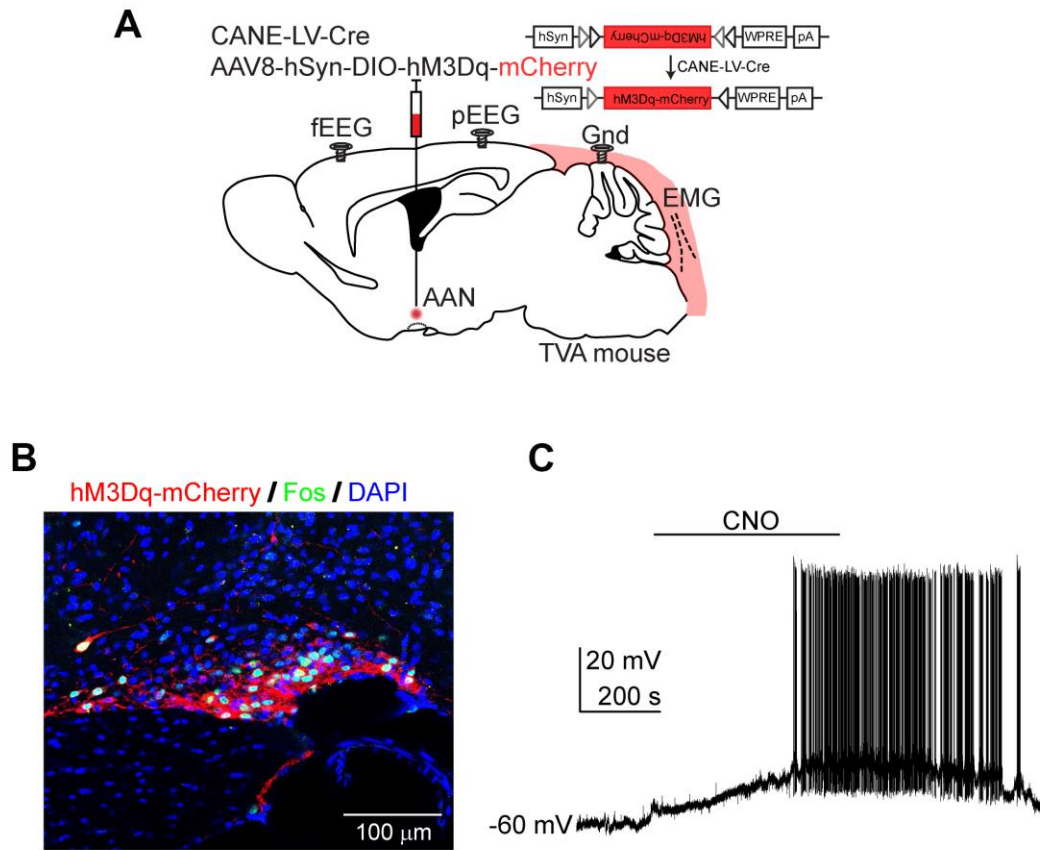 A
CANE-LV-Cre
AAV8-hSyn-DIO-hM3Dq-mCherry
hSyn hM3Dq-mCherry WPRE pA
CANE-LV-Cre
hSyn hM3Dq-mCherry WPRE pA
fEEG pEEG Gnd
EMG
AAN
TVA mouse
B
hM3Dq-mCherry / Fos / DAPI
100 μm
C
CNO
20 mV
200 s
-60 mV